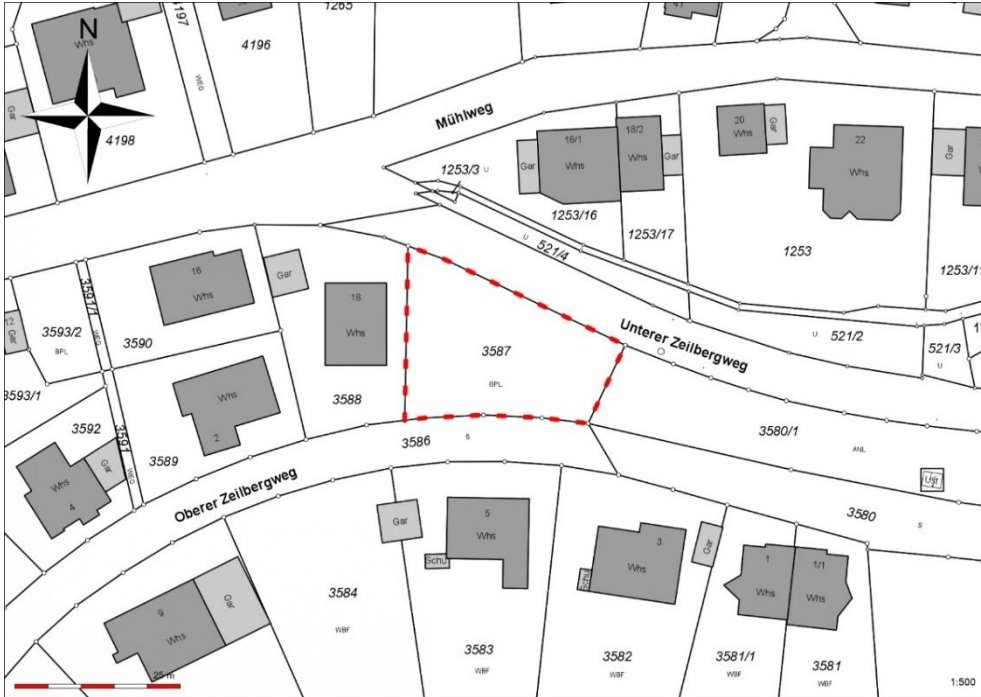 1265
41
4197
Whs
N
4196
WEG
Gar
4198
Mühlweg
18/1
Whs
18/2
Whs
Gar
Gar
20
Whs
Gar
22
Whs
Gar
1253/3
U
1253/16
1253/17
1253
U
521/4
16
Whs
Gar
18
Whs
12
Gar
3593/2
BPL
3591/1
WEG
3590
3587
BPL
Unterer Zeilbergweg
U
521/2
521/3
U
3593/1
Whs
2
3588
3592
3591
WEG
3589
3586
S
3580/1
ANL
Whs
4
Gar
Oberer Zeilbergweg
Ust
3580
S
Gar
5
Whs
Schu
3
Whs
Schu
Gar
1
Whs
1/1
Whs
9
Whs
Gar
3584
WBF
3583
WBF
3582
WBF
3581/1
WBF
3581
WBF
25 m
1:500